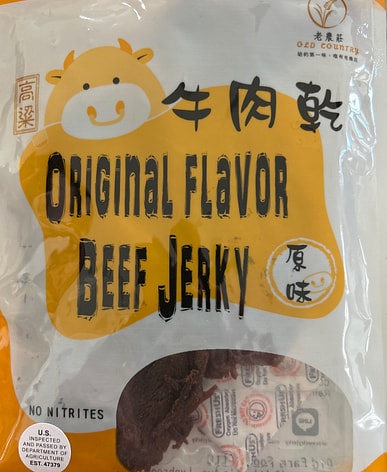 老農莊
OLD COUNTRY
高粱
牛肉乾
ORIGINAL FLAVOR
BEEF JERKY
原味
NO NITRITES
U.S.
INSPECTED
AND PASSED BY
DEPARTMENT OF
AGRICULTURE
EST. 47379
FRESHUS